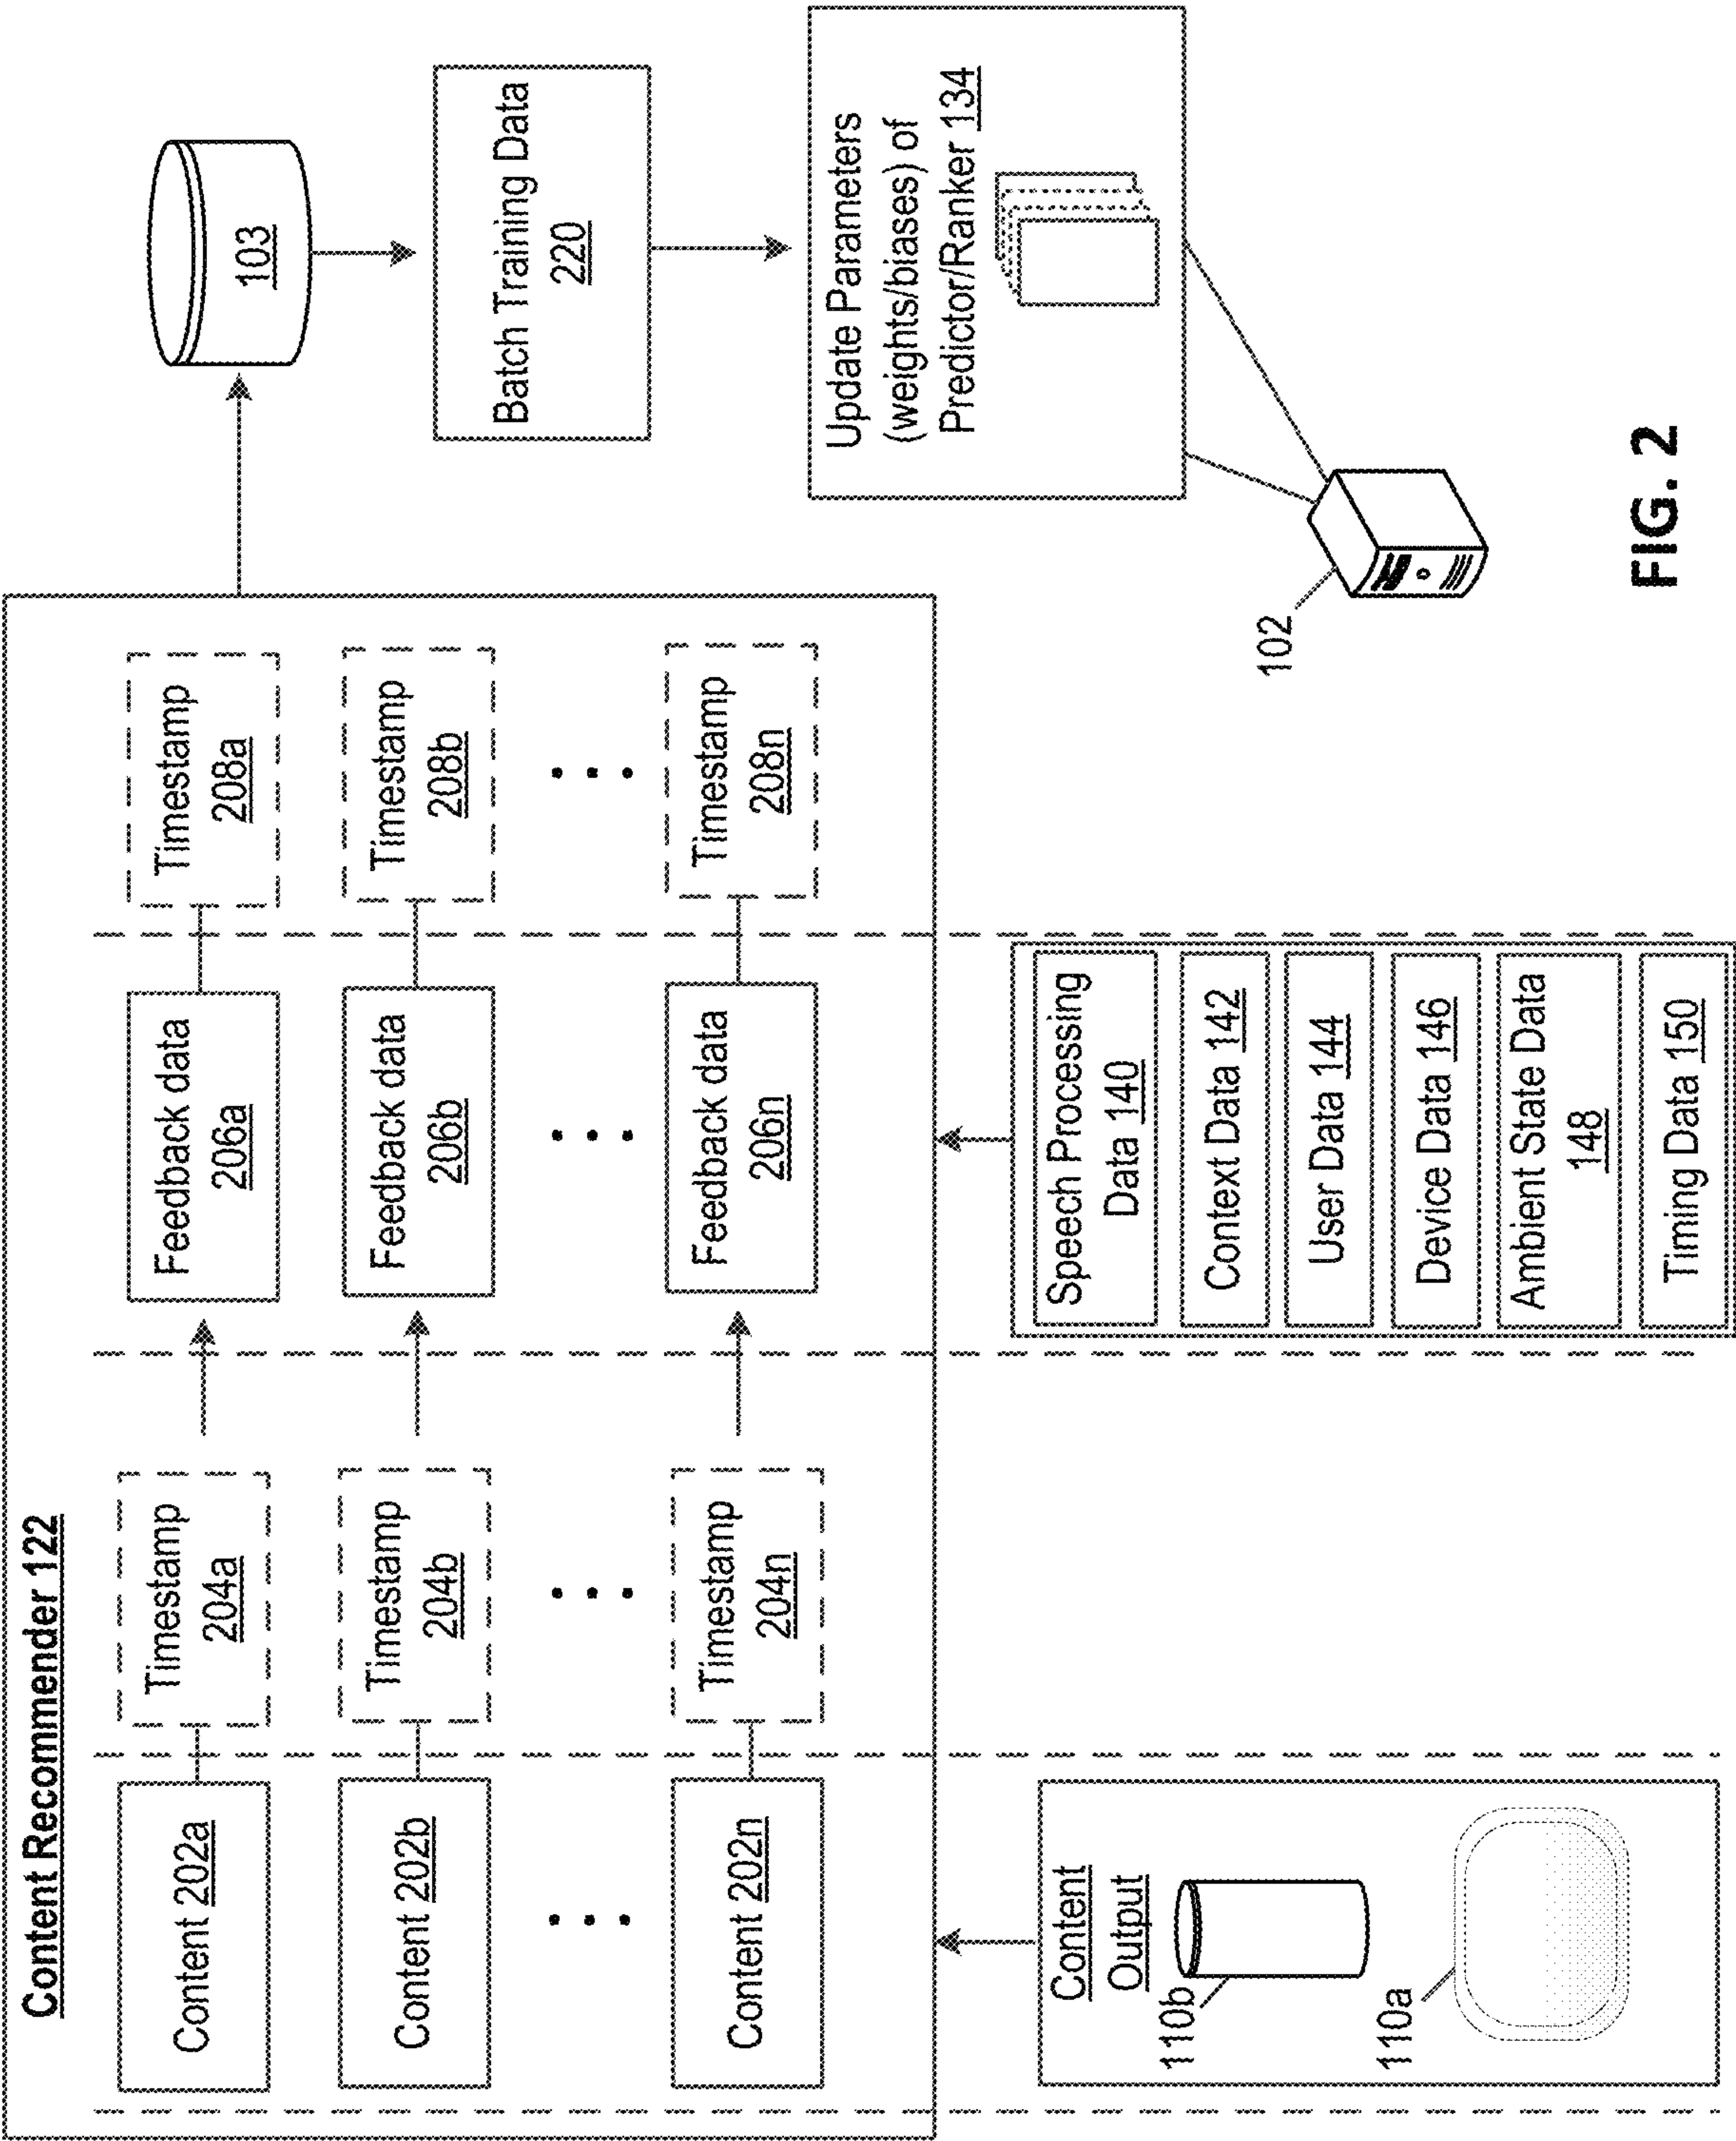 Content Recommender 122
Content 202a
Timestamp
204a
Feedback data
206a
Timestamp
208a
Content 202b
Timestamp
204b
Feedback data
206b
Timestamp
208b
Content 202n
Timestamp
204n
Feedback data
206n
Timestamp
208n
103
Batch Training Data
220
Update Parameters
(weights/biases) of
Predictor/Ranker 134
102
Content
Output
110b
110a
Speech Processing
Data 140
Context Data 142
User Data 144
Device Data 146
Ambient State Data
148
Timing Data 150
FIG. 2